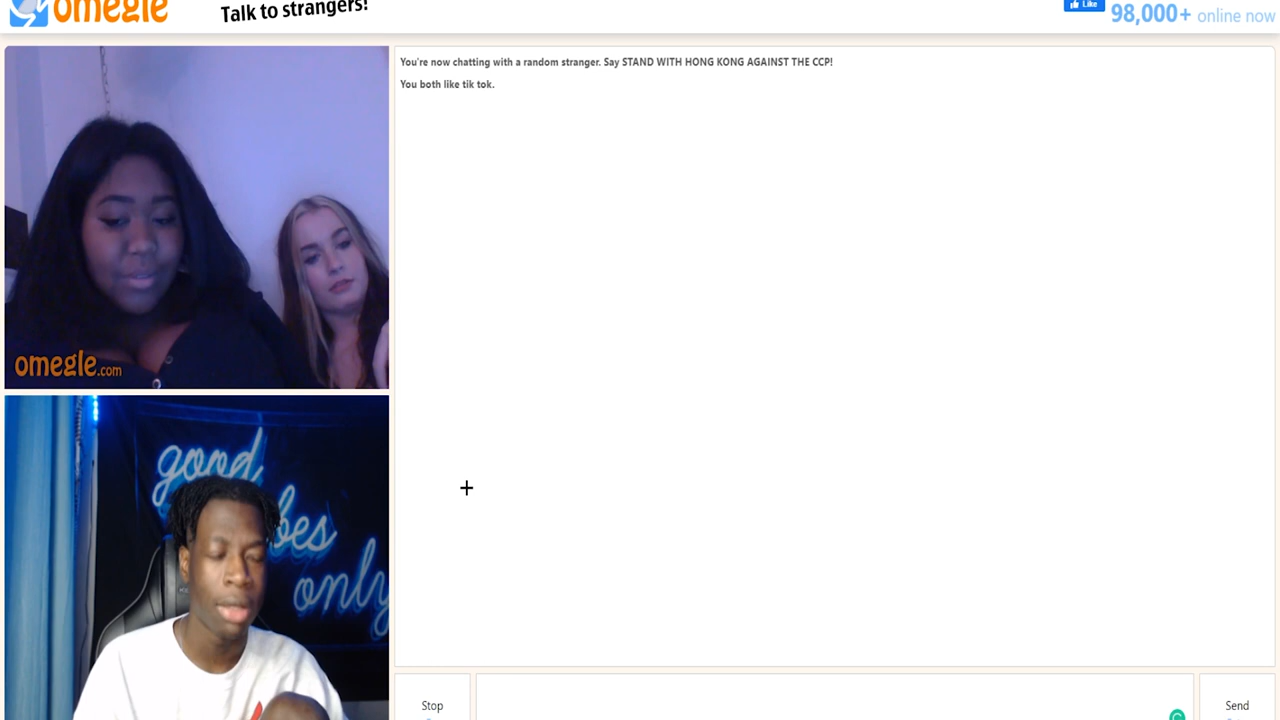 omegle
Talk to strangers!
Like
98,000+ online now
You're now chatting with a random stranger. Say STAND WITH HONG KONG AGAINST THE CCP!
You both like tik tok.
omegle.com
good
bes
only
Stop
Send